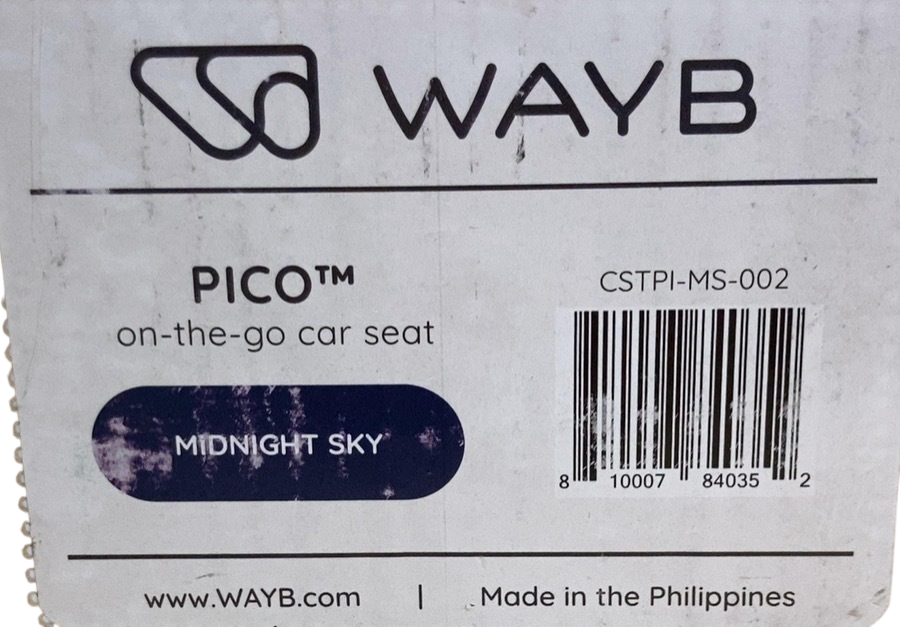 WAYB
PICO™
on-the-go car seat
MIDNIGHT SKY
CSTPI-MS-002
8 10007 84035 2
www.WAYB.com | Made in the Philippines